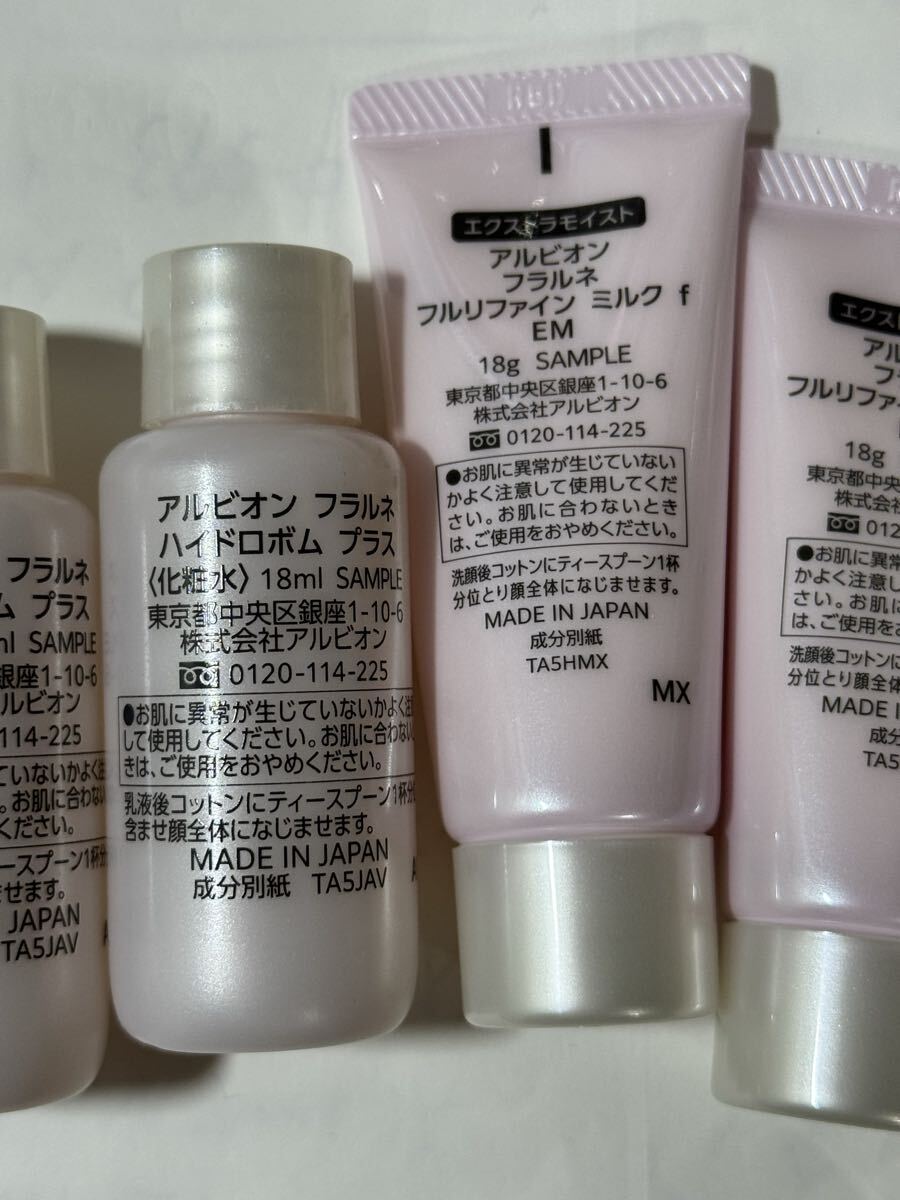 フラルネ
ム プラス
ml SAMPLE
銀座1-10-6
ルビオン
114-225
ていないかよく注
。お肌に合わない
ください。
ースプーン1杯分
ませます。
JAPAN
TA5JAV
アルビオン フラルネ
ハイドロボム プラス
〈化粧水〉 18ml SAMPLE
東京都中央区銀座1-10-6
株式会社アルビオン
0120-114-225
●お肌に異常が生じていないかよく注
して使用してください。お肌に合わない
きは、ご使用をおやめください。
乳液後コットンにティースプーン1杯分
含ませ顔全体になじませます。
MADE IN JAPAN
成分別紙 TA5JAV
エクストラモイスト
アルビオン
フラルネ
フルリファイン ミルク f
EM
18g SAMPLE
東京都中央区銀座1-10-6
株式会社アルビオン
0120-114-225
●お肌に異常が生じていない
かよく注意して使用してくだ
さい。お肌に合わないとき
は、ご使用をおやめください。
洗顔後コットンにティースプーン1杯
分位とり顔全体になじませます。
MADE IN JAPAN
成分別紙
TA5HMX
MX
エクスト
アル
フラ
フルリファイ
18g
東京都中央
株式会
012
●お肌に異常
かよく注意し
さい。お肌に
は、ご使用を
洗顔後コットンに
分位とり顔全体に
MADE I
成分
TA5